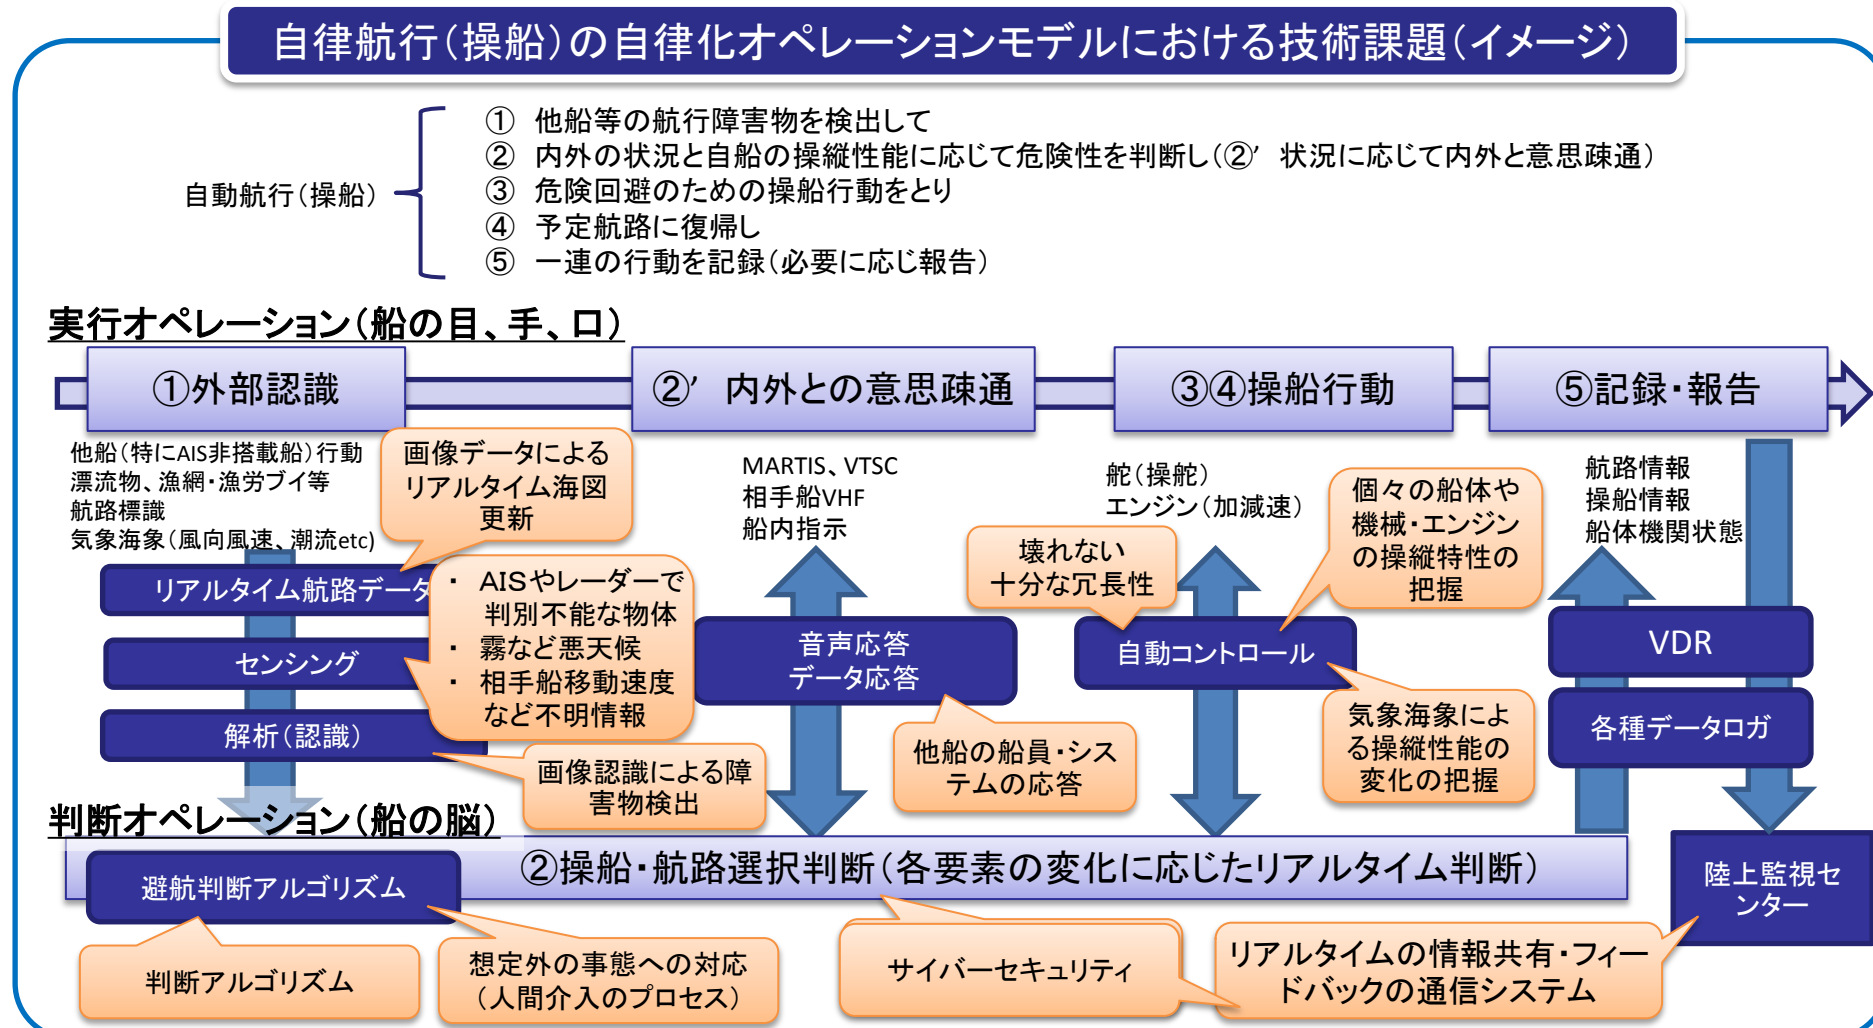 自律航行(操船)の自律化オペレーションモデルにおける技術課題(イメージ)
自動航行(操船)
① 他船等の航行障害物を検出して
② 内外の状況と自船の操縦性能に応じて危険性を判断し(②’ 状況に応じて内外と意思疎通)
③ 危険回避のための操船行動をとり
④ 予定航路に復帰し
⑤ 一連の行動を記録(必要に応じ報告)
実行オペレーション(船の目、手、口)
①外部認識
②’ 内外との意思疎通
③④操船行動
⑤記録・報告
他船(特にAIS非搭載船)行動
漂流物、漁網・漁労ブイ等
航路標識
気象海象(風向風速、潮流etc)
画像データによる
リアルタイム海図
更新
MARTIS、VTSC
相手船VHF
船内指示
舵(操舵)
エンジン(加減速)
個々の船体や
機械・エンジン
の操縦特性の
把握
航路情報
操船情報
船体機関状態
壊れない
十分な冗長性
リアルタイム航路データ
センシング
解析(認識)
・ AISやレーダーで
判別不能な物体
・ 霧など悪天候
・ 相手船移動速度
など不明情報
画像認識による障
害物検出
音声応答
データ応答
他船の船員・シス
テムの応答
自動コントロール
気象海象によ
る操縦性能の
変化の把握
VDR
各種データロガ
判断オペレーション(船の脳)
②操船・航路選択判断(各要素の変化に応じたリアルタイム判断)
避航判断アルゴリズム
陸上監視セ
ンター
判断アルゴリズム
想定外の事態への対応
(人間介入のプロセス)
サイバーセキュリティ
リアルタイムの情報共有・フィー
ドバックの通信システム